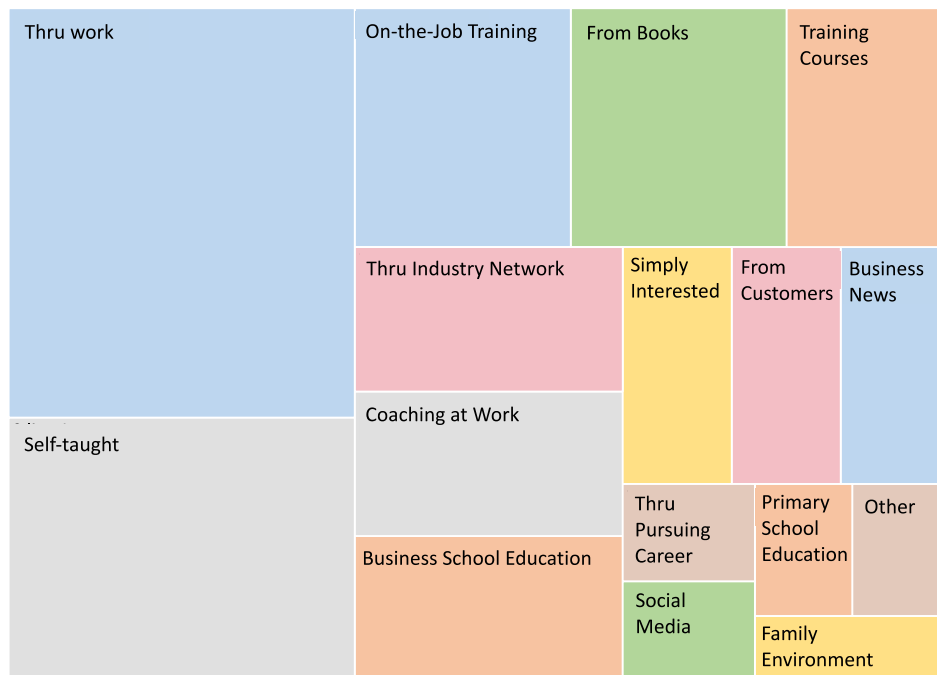 Thru work
On-the-Job Training
From Books
Training
Courses
Thru Industry Network
Simply
Interested
From
Customers
Business
News
Self-taught
Coaching at Work
Thru
Pursuing
Career
Primary
School
Education
Other
Business School Education
Social
Media
Family
Environment